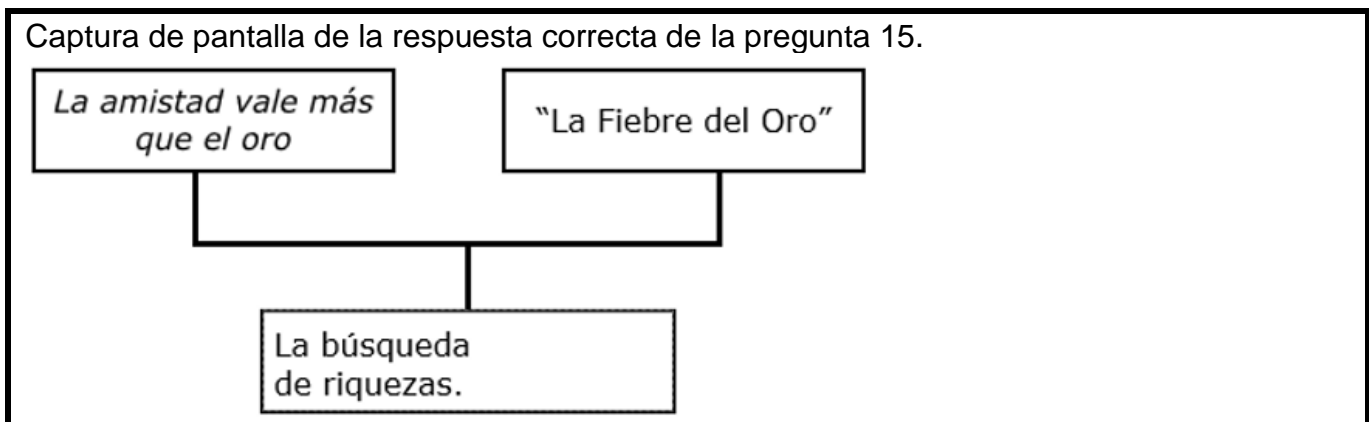 Captura de pantalla de la respuesta correcta de la pregunta 15.
La amistad vale más
que el oro
“La Fiebre del Oro”
La búsqueda
de riquezas.